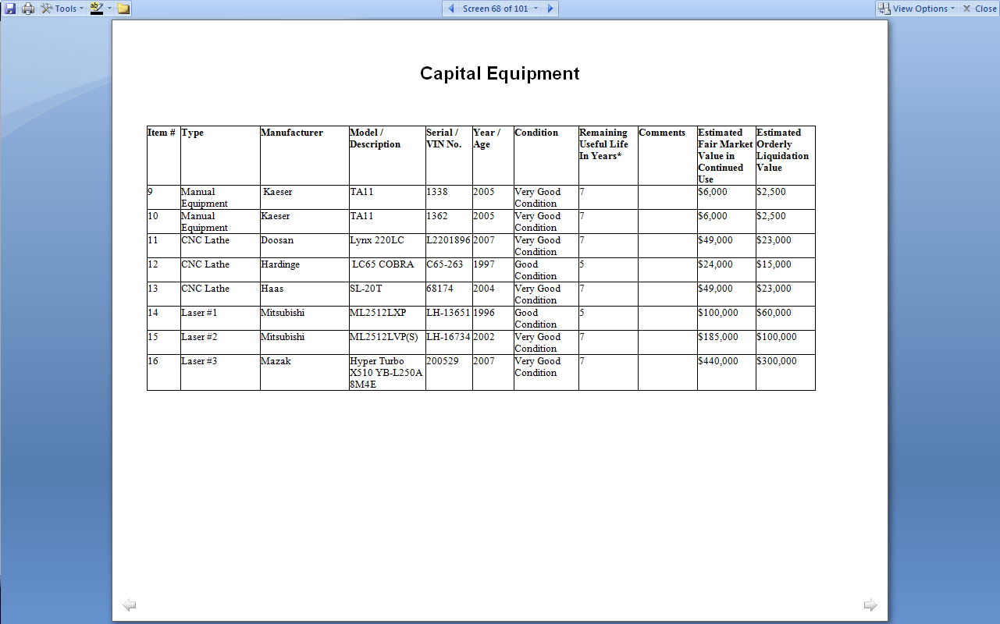 Tools
ab
Screen 68 of 101
View Options
Close
Capital Equipment
Item # Type Manufacturer Model / Description Serial / VIN No. Year / Age Condition Remaining Useful Life In Years* Comments Estimated Fair Market Value in Continued Use Estimated Orderly Liquidation Value
9 Manual Equipment Kaeser TA11 1338 2005 Very Good Condition 7 $6,000 $2,500
10 Manual Equipment Kaeser TA11 1362 2005 Very Good Condition 7 $6,000 $2,500
11 CNC Lathe Doosan Lynx 220LC L2201896 2007 Very Good Condition 7 $49,000 $23,000
12 CNC Lathe Hardinge LC65 COBRA C65-263 1997 Good Condition 5 $24,000 $15,000
13 CNC Lathe Haas SL-20T 68174 2004 Very Good Condition 7 $49,000 $23,000
14 Laser #1 Mitsubishi ML2512LXP LH-13651 1996 Good Condition 5 $100,000 $60,000
15 Laser #2 Mitsubishi ML2512LVP(S) LH-16734 2002 Very Good Condition 7 $185,000 $100,000
16 Laser #3 Mazak Hyper Turbo X510 YB-L250A 8M4E 200529 2007 Very Good Condition 7 $440,000 $300,000